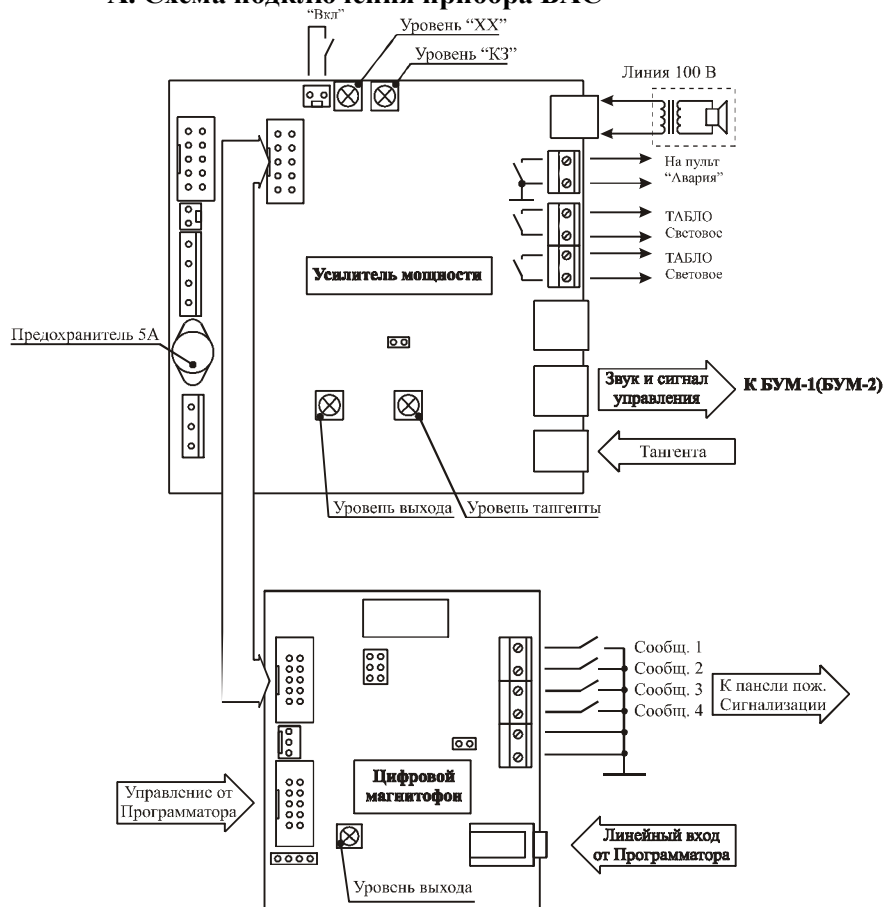 "Вкл"
Уровень "ХХ"
Уровень "КЗ"
Линия 100 В
На пульт
"Авария"
ТАБЛО
Световое
ТАБЛО
Световое
Усилитель мощности
Предохранитель 5А
Звук и сигнал
управления
К БУМ-1(БУМ-2)
Тангента
Уровень выхода
Уровень тангенты
Сообщ. 1
Сообщ. 2
Сообщ. 3
Сообщ. 4
К панели пож.
Сигнализации
Управление от
Программатора
Цифровой
магнитофон
Линейный вход
от Программатора
Уровень выхода